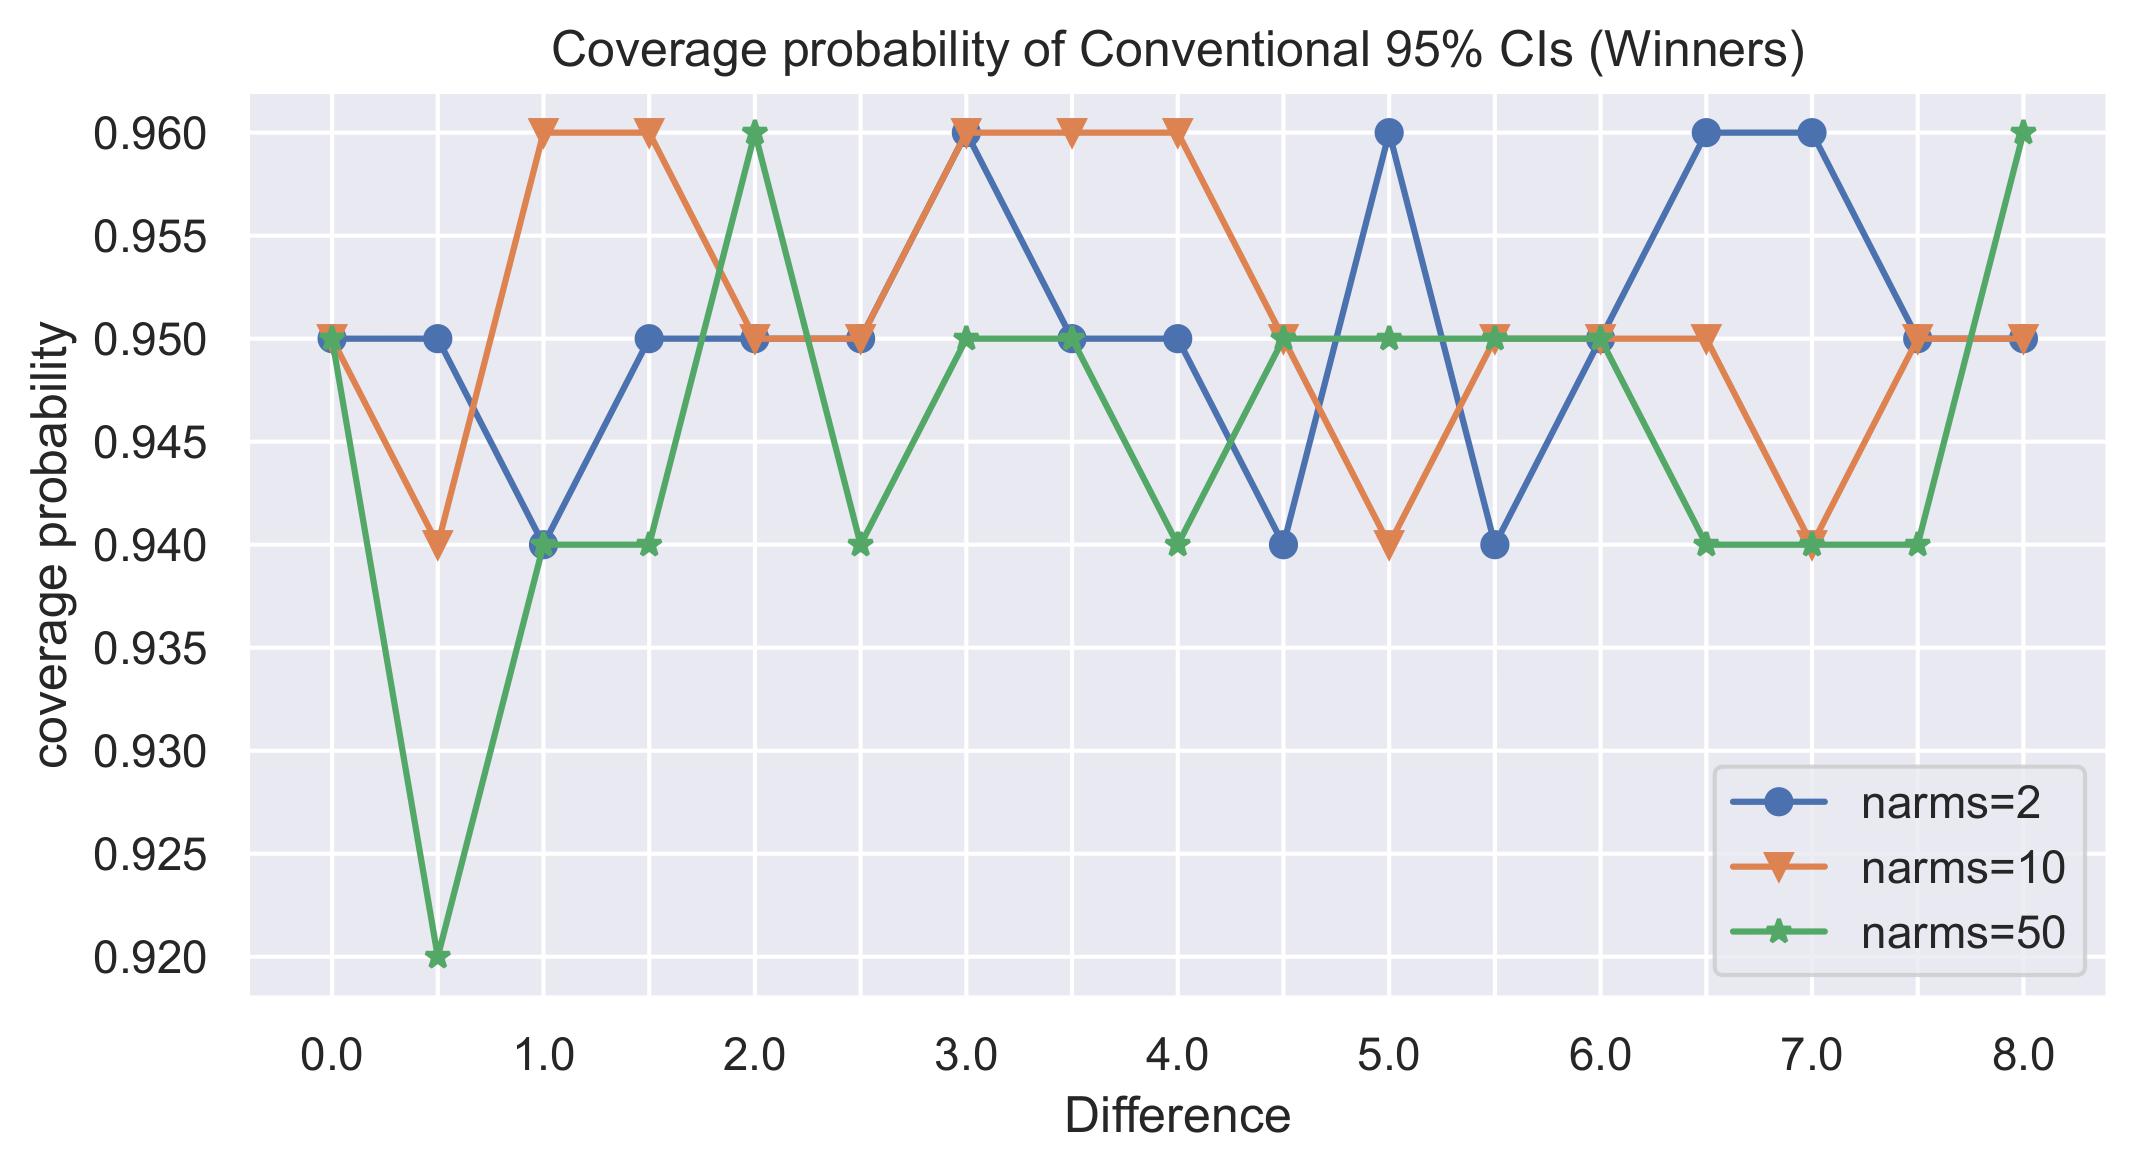 Coverage probability of Conventional 95% CIs (Winners)
coverage probability
0.960
0.955
0.950
0.945
0.940
0.935
0.930
0.925
0.920
narms=2
narms=10
narms=50
0.0 1.0 2.0 3.0 4.0 5.0 6.0 7.0 8.0
Difference